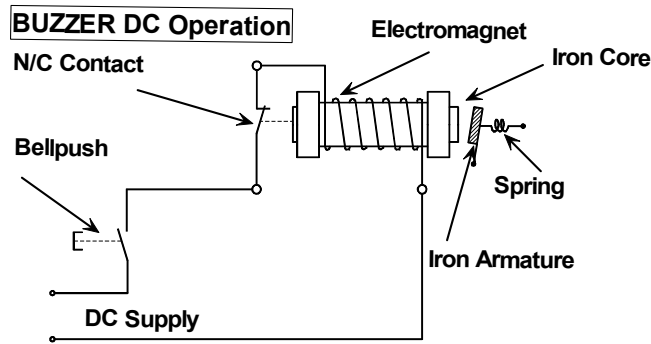 BUZZER DC Operation
Electromagnet
N/C Contact
Iron Core
Bellpush
Spring
Iron Armature
DC Supply